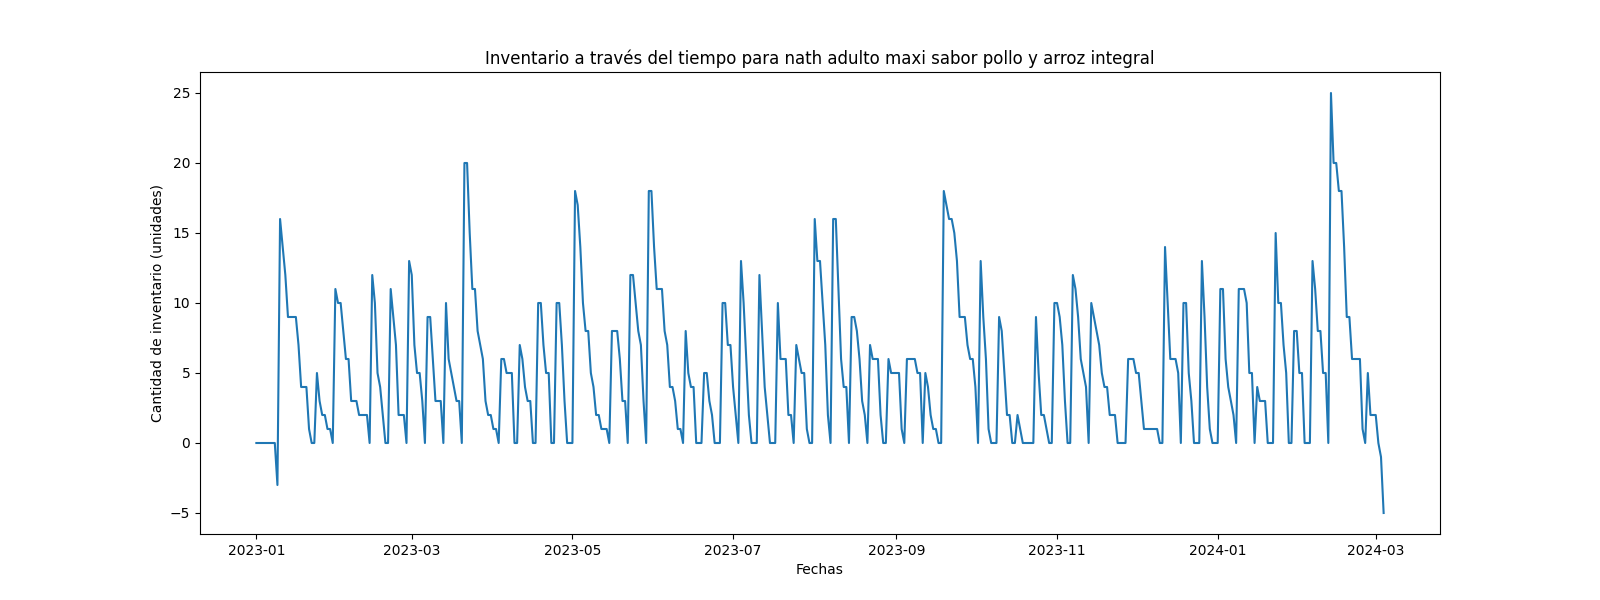 Inventario a través del tiempo para nath adulto maxi sabor pollo y arroz integral
Cantidad de inventario (unidades)
25
20
15
10
5
0
−5
2023-01 2023-03 2023-05 2023-07 2023-09 2023-11 2024-01 2024-03
Fechas